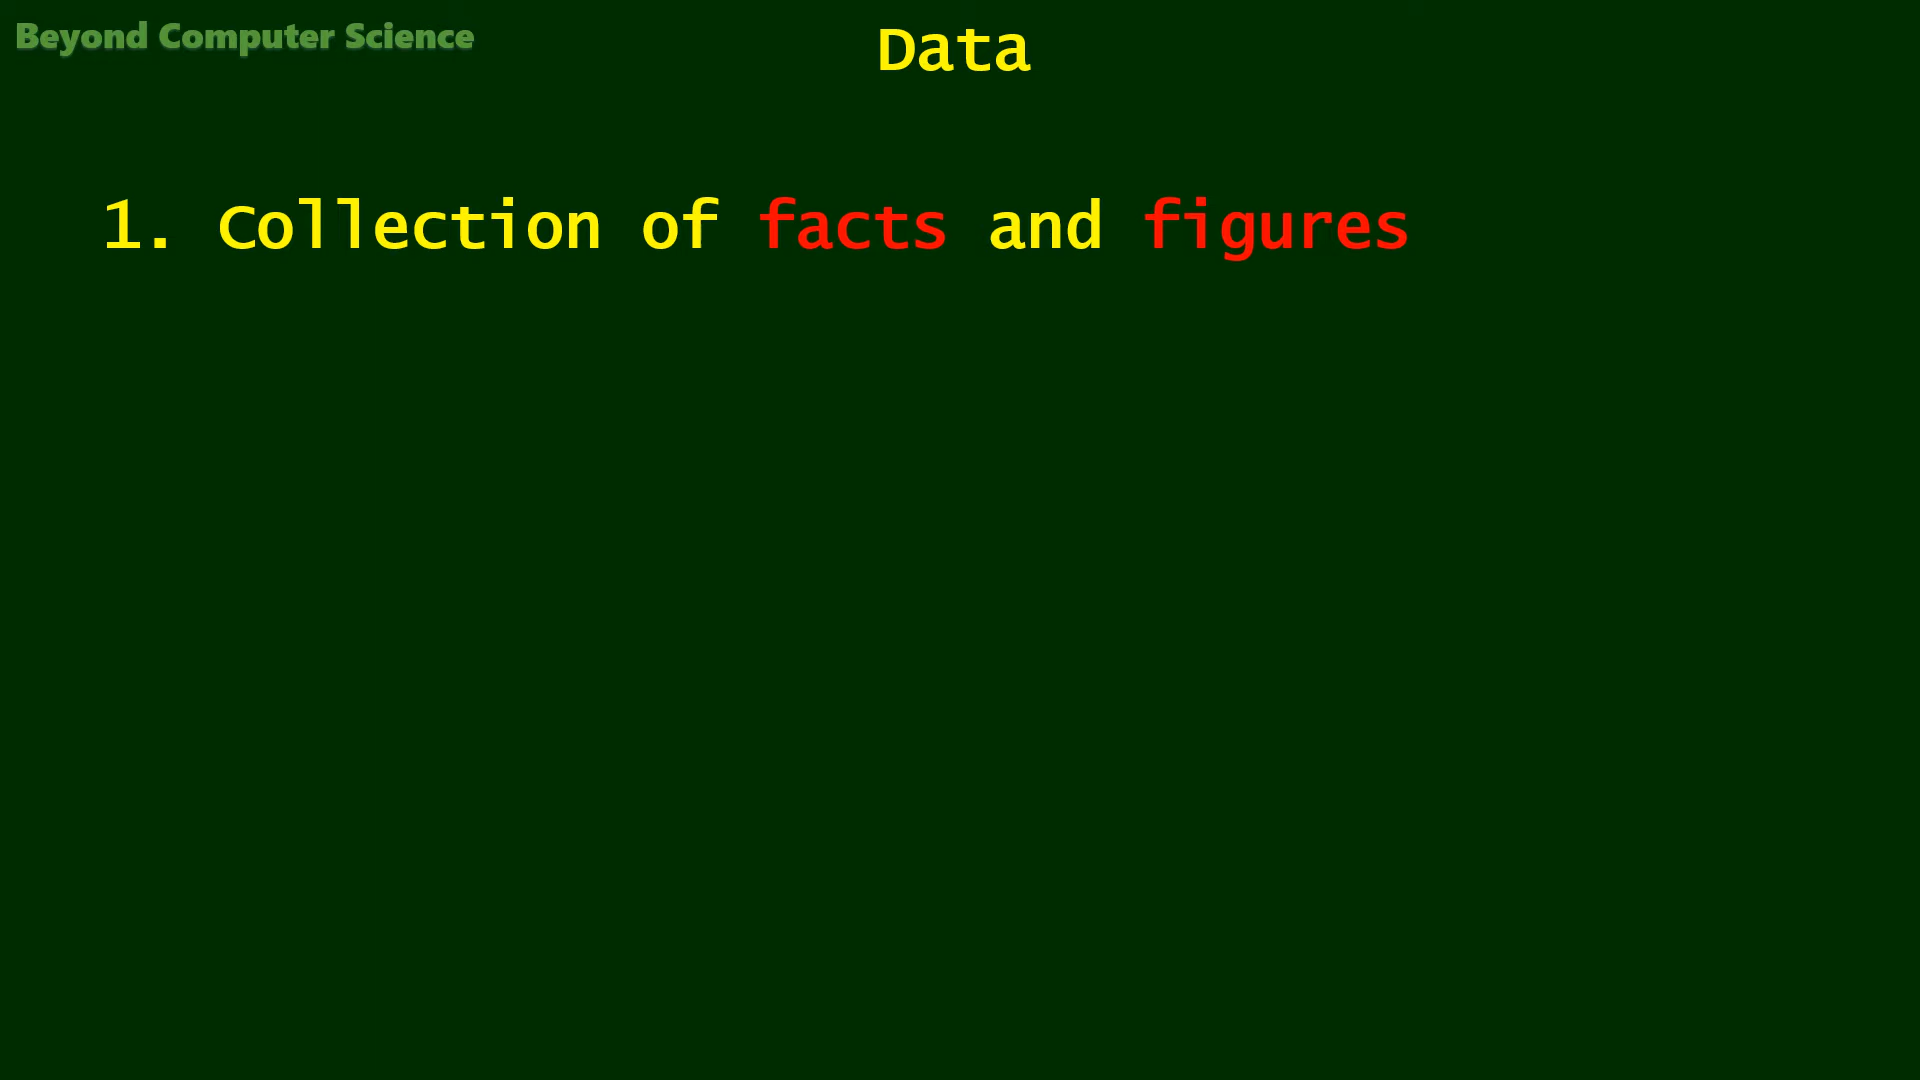 Beyond Computer Science
Data
1. Collection of facts and figures